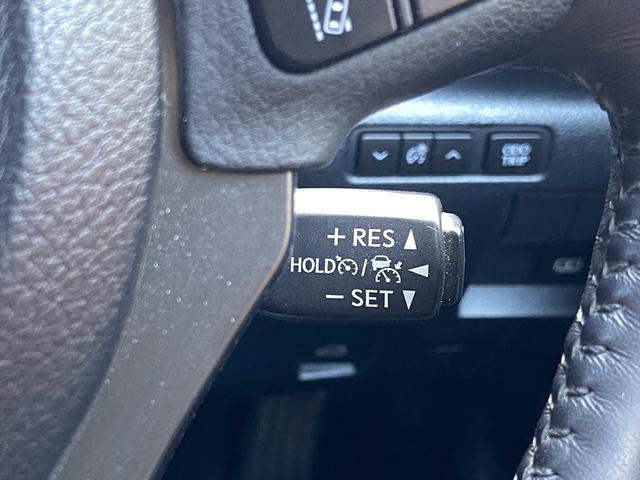 ODO
TRIP
+ RES ▲
HOLD / ◀
− SET ▼